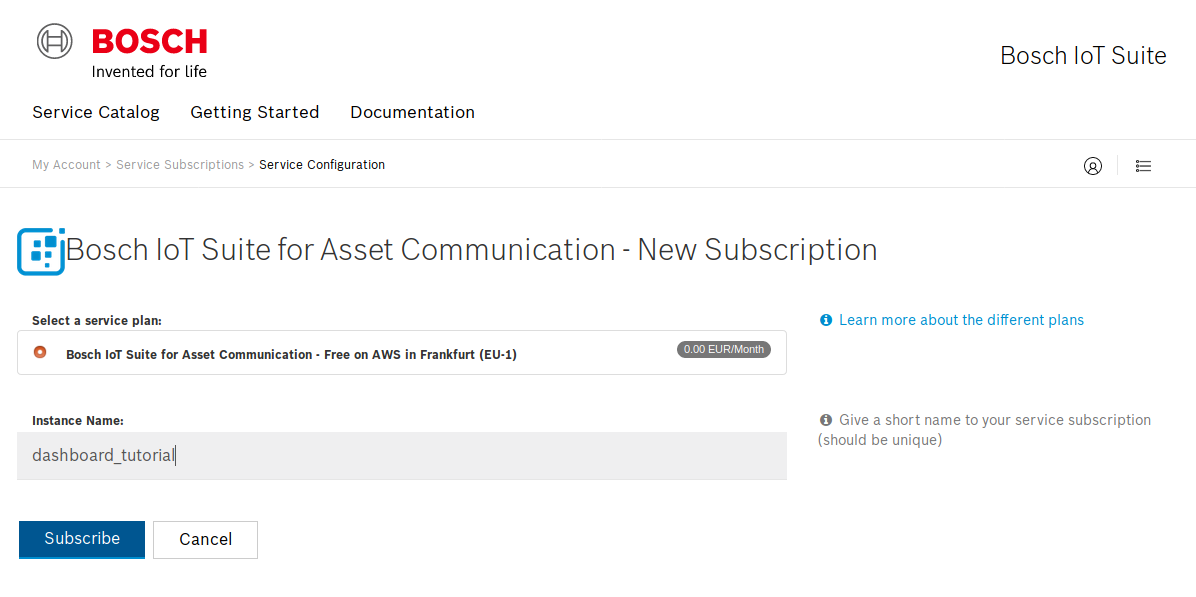 BOSCH
Invented for life
Bosch IoT Suite
Service Catalog Getting Started Documentation
My Account > Service Subscriptions > Service Configuration
Bosch IoT Suite for Asset Communication - New Subscription
Select a service plan:
Learn more about the different plans
Bosch IoT Suite for Asset Communication - Free on AWS in Frankfurt (EU-1)
0.00 EUR/Month
Instance Name:
Give a short name to your service subscription
(should be unique)
dashboard_tutorial
Subscribe Cancel